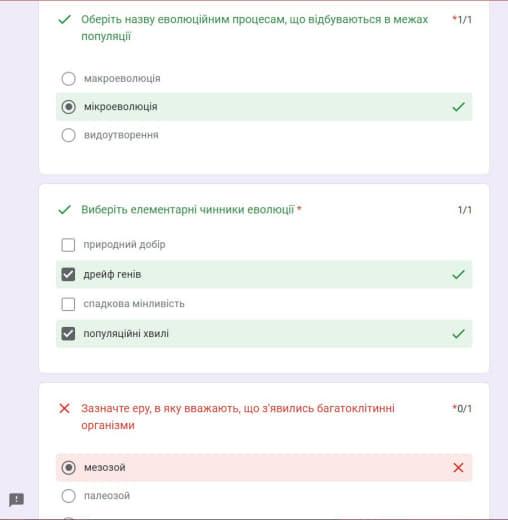 Оберіть назву еволюційним процесам, що відбуваються в межах *1/1
популяції
макроеволюція
мікроеволюція
видоутворення
Виберіть елементарні чинники еволюції * 1/1
природний добір
дрейф генів
спадкова мінливість
популяційні хвилі
Зазначте еру, в яку вважають, що з'явились багатоклітинні *0/1
організми
мезозой
палеозой